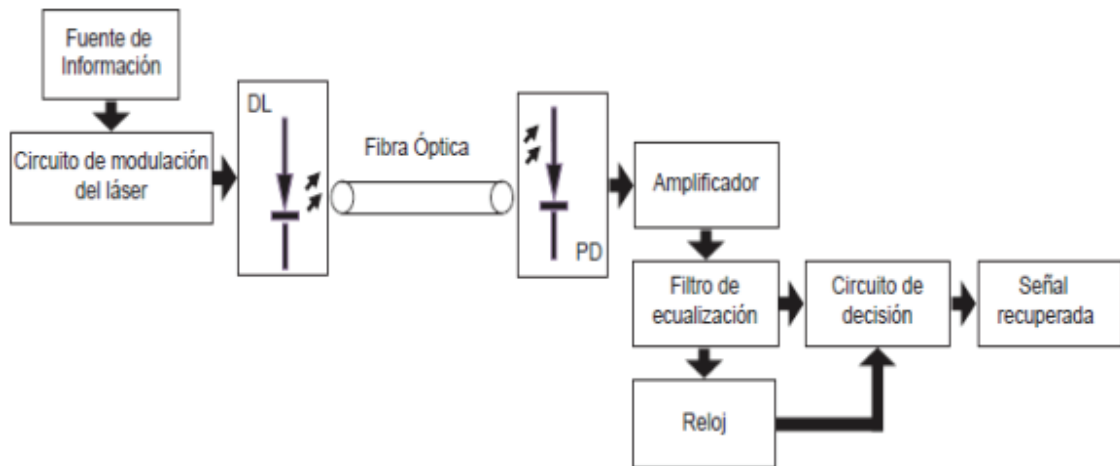 Fuente de
Información
Circuito de modulación
del láser
DL
Fibra Óptica
PD
Amplificador
Filtro de
ecualización
Circuito de
decisión
Señal
recuperada
Reloj